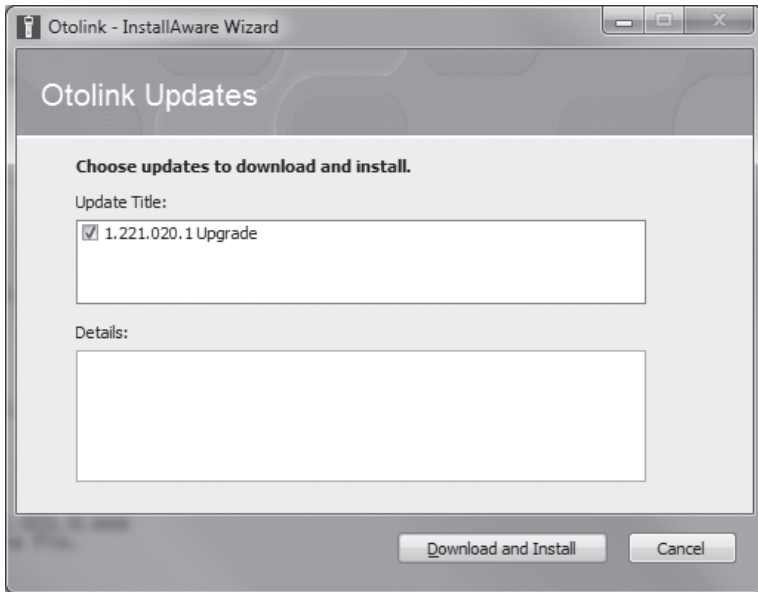 Otolink - InstallAware Wizard
Otolink Updates
Choose updates to download and install.
Update Title:
1.221.020.1 Upgrade
Details:
Download and Install
Cancel